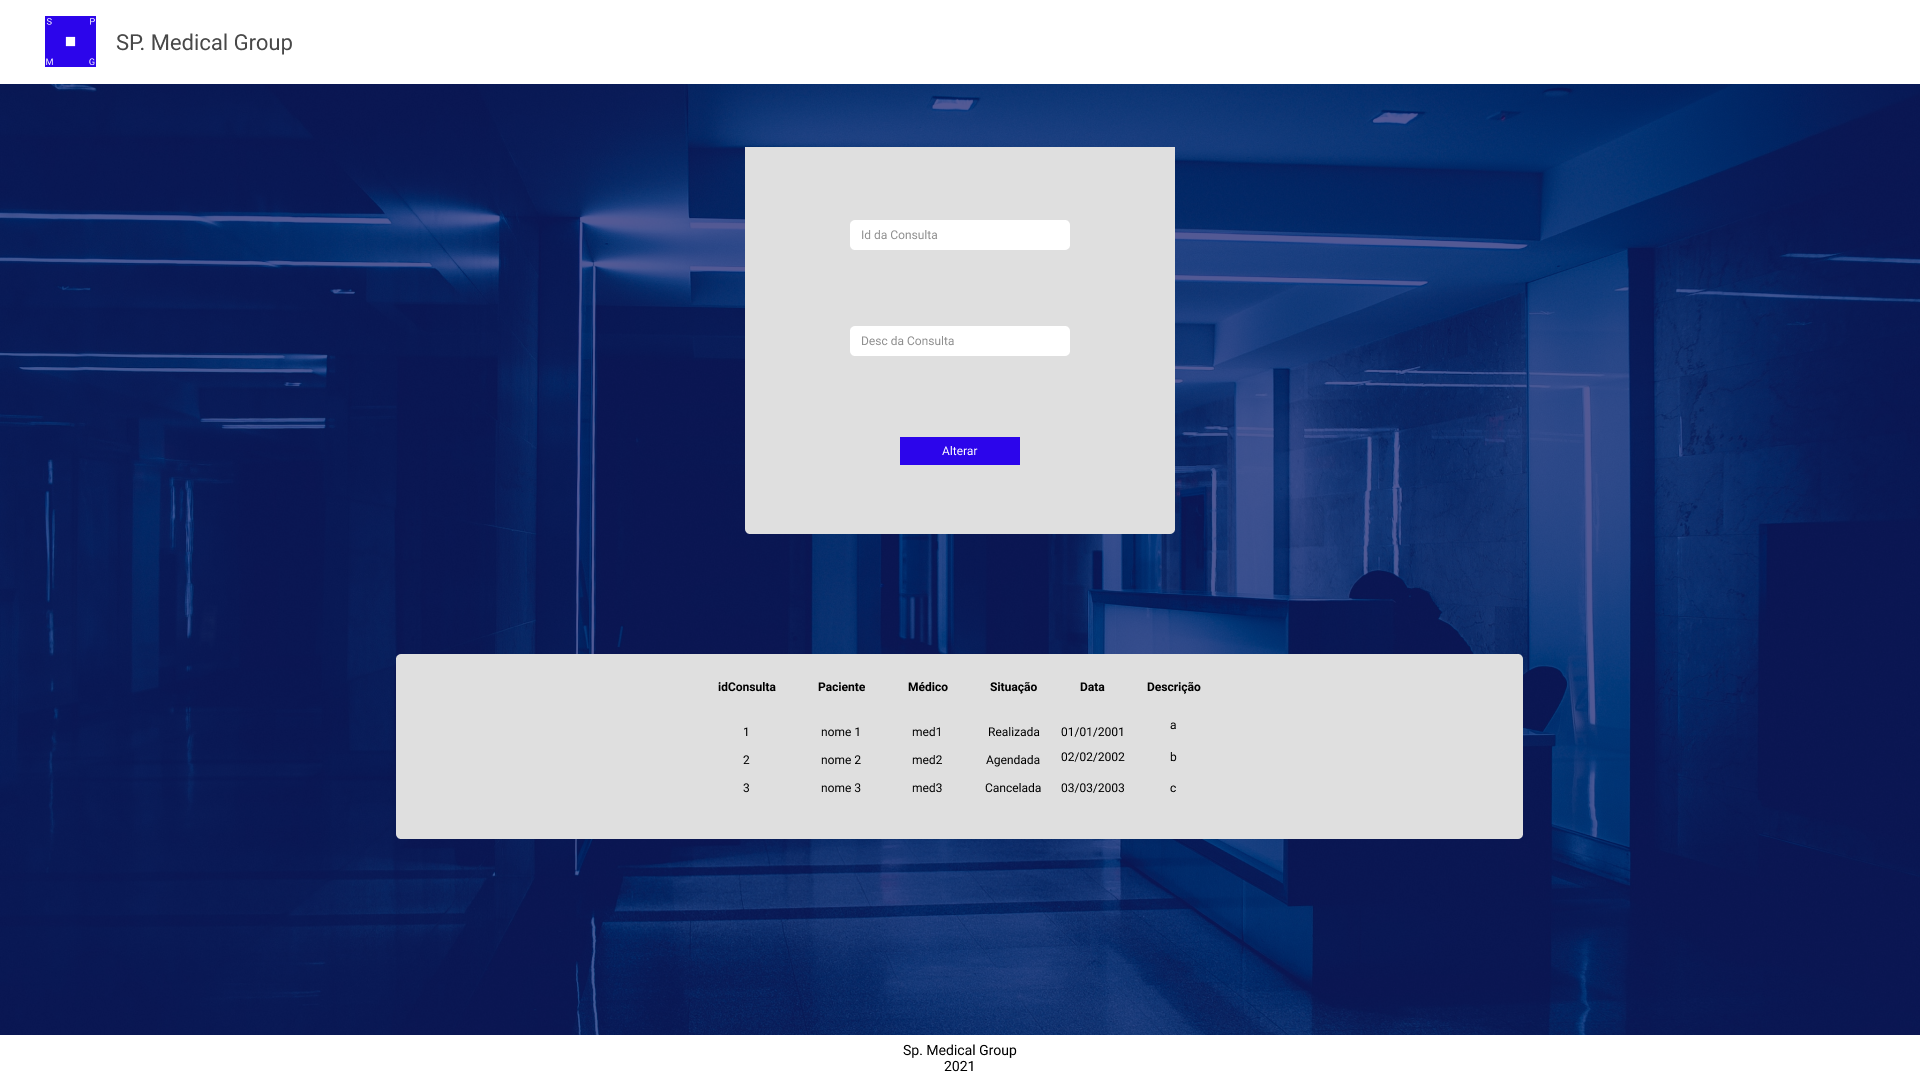 S P
M G
SP. Medical Group
Id da Consulta
Desc da Consulta
Alterar
idConsulta Paciente Médico Situação Data Descrição
1 nome 1 med1 Realizada 01/01/2001 a
2 nome 2 med2 Agendada 02/02/2002 b
3 nome 3 med3 Cancelada 03/03/2003 c
Sp. Medical Group
2021